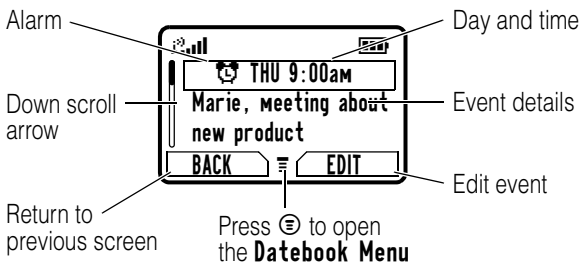 Alarm
Day and time
THU 9:00am
Marie, meeting about
new product
Down scroll
arrow
Event details
BACK
EDIT
Edit event
Return to
previous screen
Press to open
the Datebook Menu